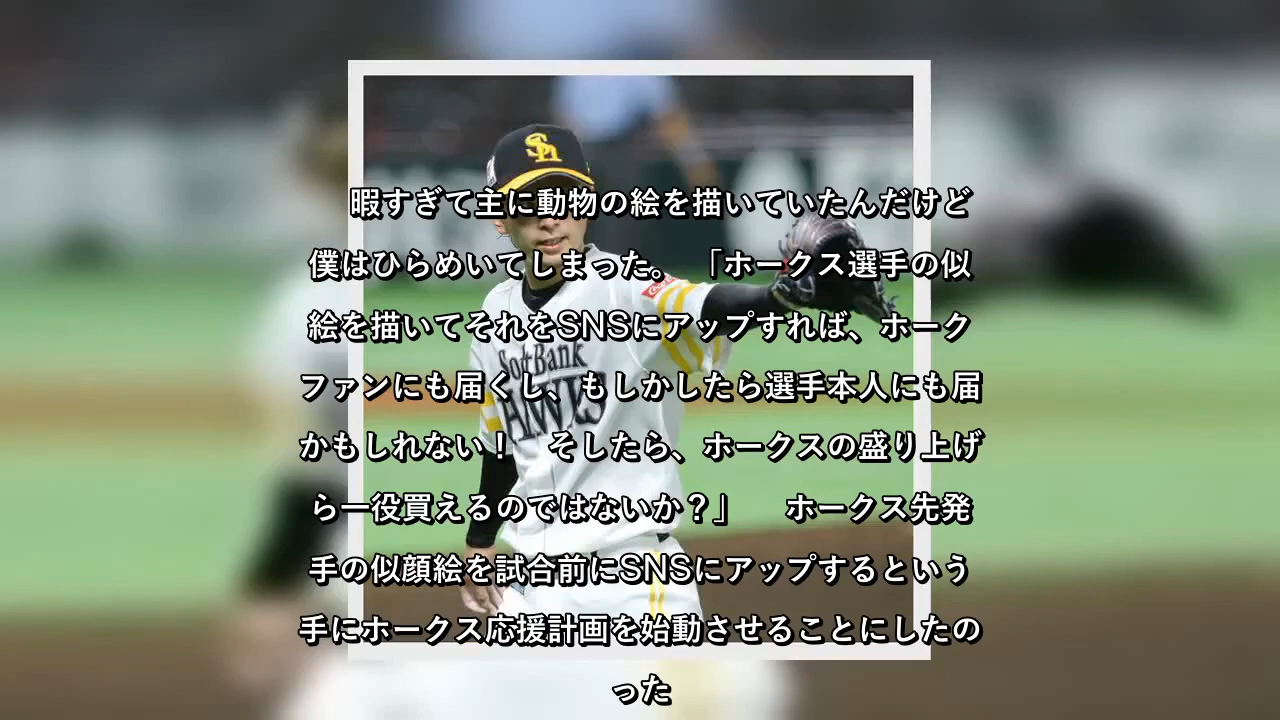 暇すぎて主に動物の絵を描いていたんだけど
僕はひらめいてしまった。 「ホークス選手の似
絵を描いてそれをSNSにアップすれば、ホーク
ファンにも届くし、もしかしたら選手本人にも届
かもしれない！ そしたら、ホークスの盛り上げ
ら一役買えるのではないか？」 ホークス先発
手の似顔絵を試合前にSNSにアップするという
手にホークス応援計画を始動させることにしたの
った
Sh
SoftBank
HAWKS